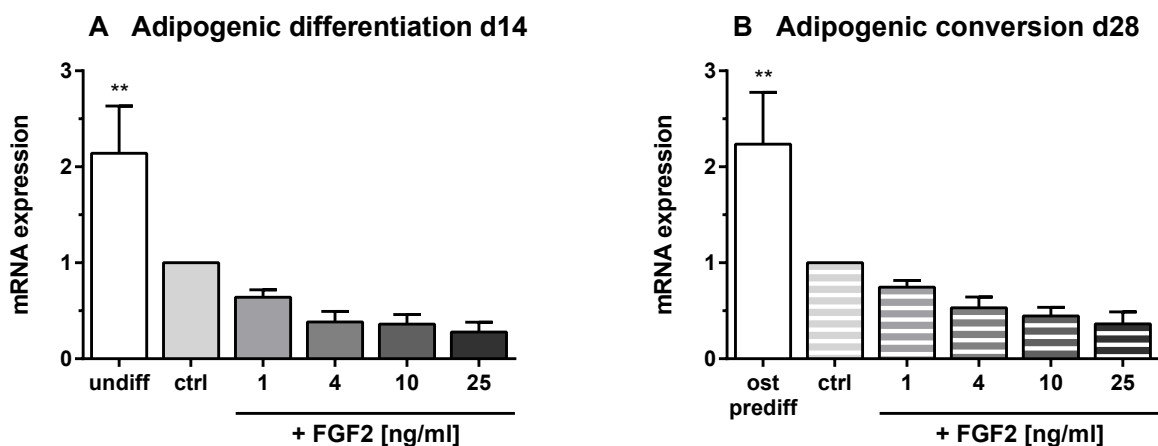 A Adipogenic differentiation d14
3
2
1
0
mRNA expression
**
undiff
ctrl
1
4
10
25
+ FGF2 [ng/ml]
B Adipogenic conversion d28
3
2
1
0
mRNA expression
**
ost
prediff
ctrl
1
4
10
25
+ FGF2 [ng/ml]